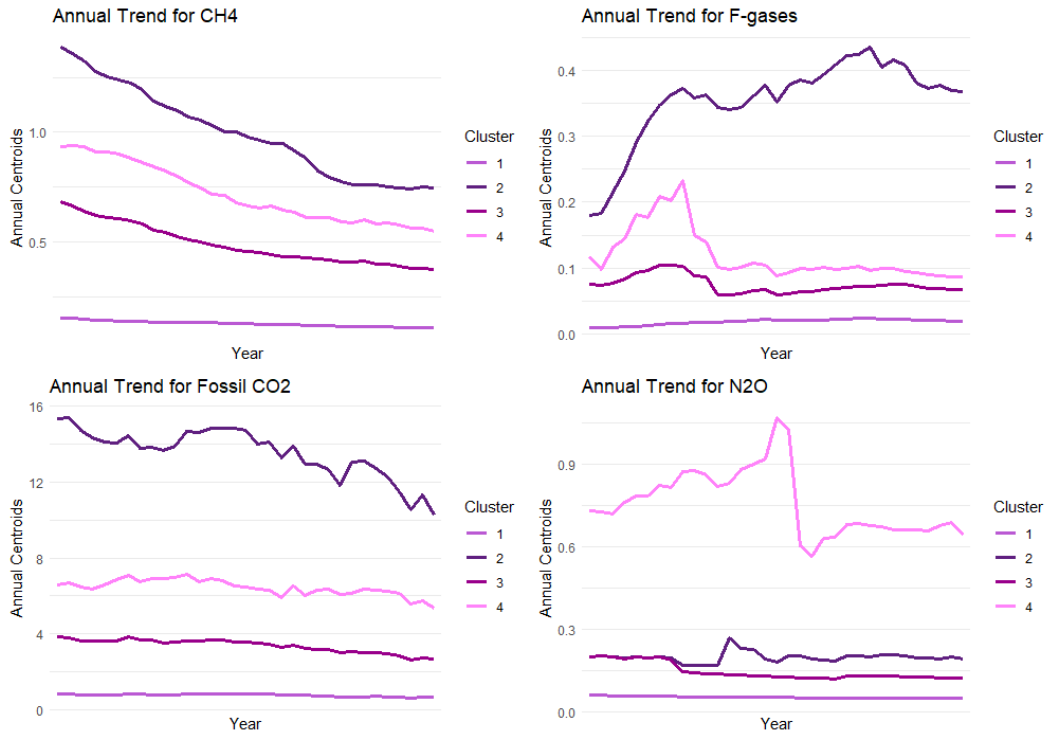 Annual Trend for CH4
Annual Centroids
1.0
0.5
Year
Cluster
1
2
3
4
Annual Trend for F-gases
Annual Centroids
0.4
0.3
0.2
0.1
0.0
Year
Cluster
1
2
3
4
Annual Trend for Fossil CO2
Annual Centroids
16
12
8
4
0
Year
Cluster
1
2
3
4
Annual Trend for N2O
Annual Centroids
0.9
0.6
0.3
0.0
Year
Cluster
1
2
3
4